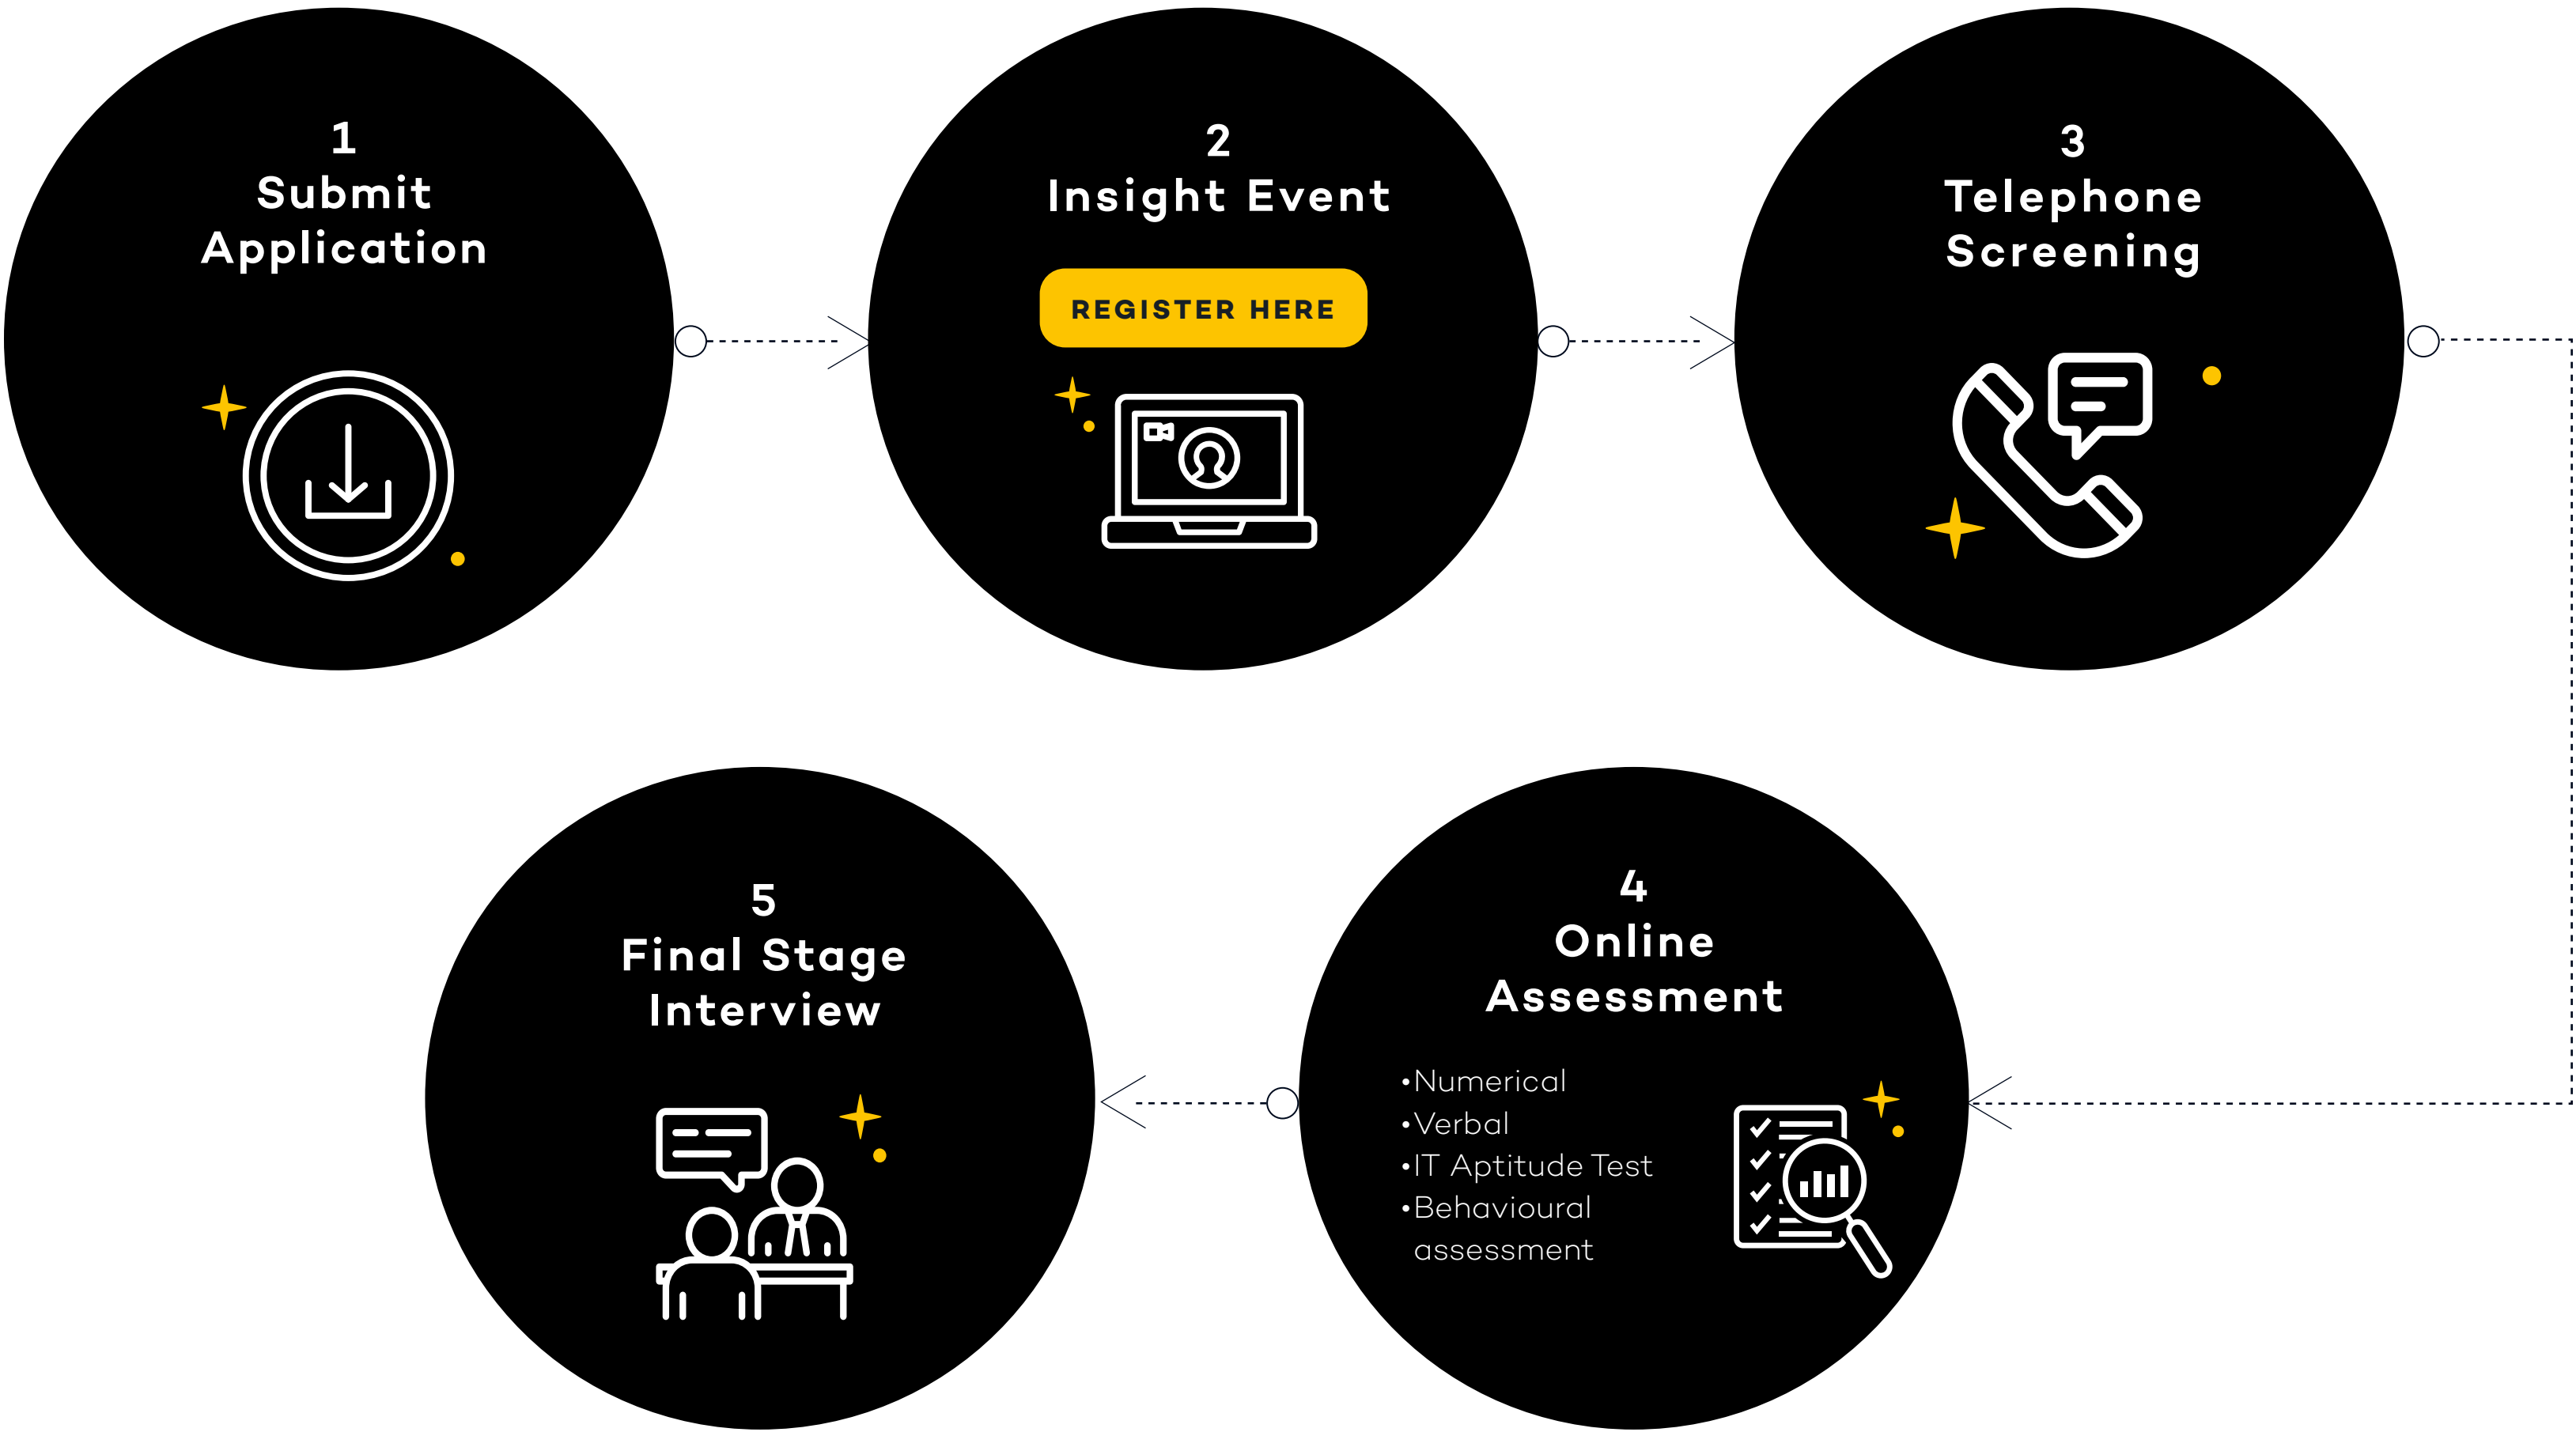 1
Submit
Application
2
Insight Event
REGISTER HERE
3
Telephone
Screening
4
Online
Assessment
•Numerical
•Verbal
•IT Aptitude Test
•Behavioural
assessment
5
Final Stage
Interview